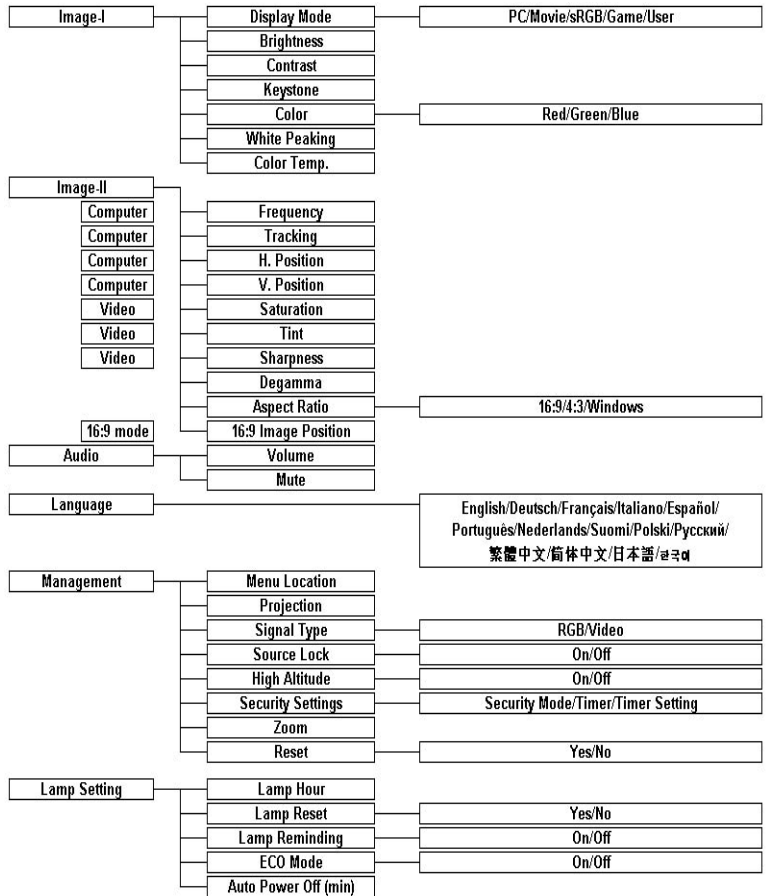 Image-I Display Mode PC/Movie/sRGB/Game/User
Brightness
Contrast
Keystone
Color Red/Green/Blue
White Peaking
Color Temp.
Image-II
Computer Frequency
Computer Tracking
Computer H. Position
Computer V. Position
Video Saturation
Video Tint
Video Sharpness
Degamma
Aspect Ratio 16:9/4:3/Windows
16:9 mode 16:9 Image Position
Audio Volume
Mute
Language English/Deutsch/Français/Italiano/Español/
Português/Nederlands/Suomi/Polski/Русский/
繁體中文/简体中文/日本語/한국어
Management Menu Location
Projection
Signal Type RGB/Video
Source Lock On/Off
High Altitude On/Off
Security Settings Security Mode/Timer/Timer Setting
Zoom
Reset Yes/No
Lamp Setting Lamp Hour
Lamp Reset Yes/No
Lamp Reminding On/Off
ECO Mode On/Off
Auto Power Off (min)